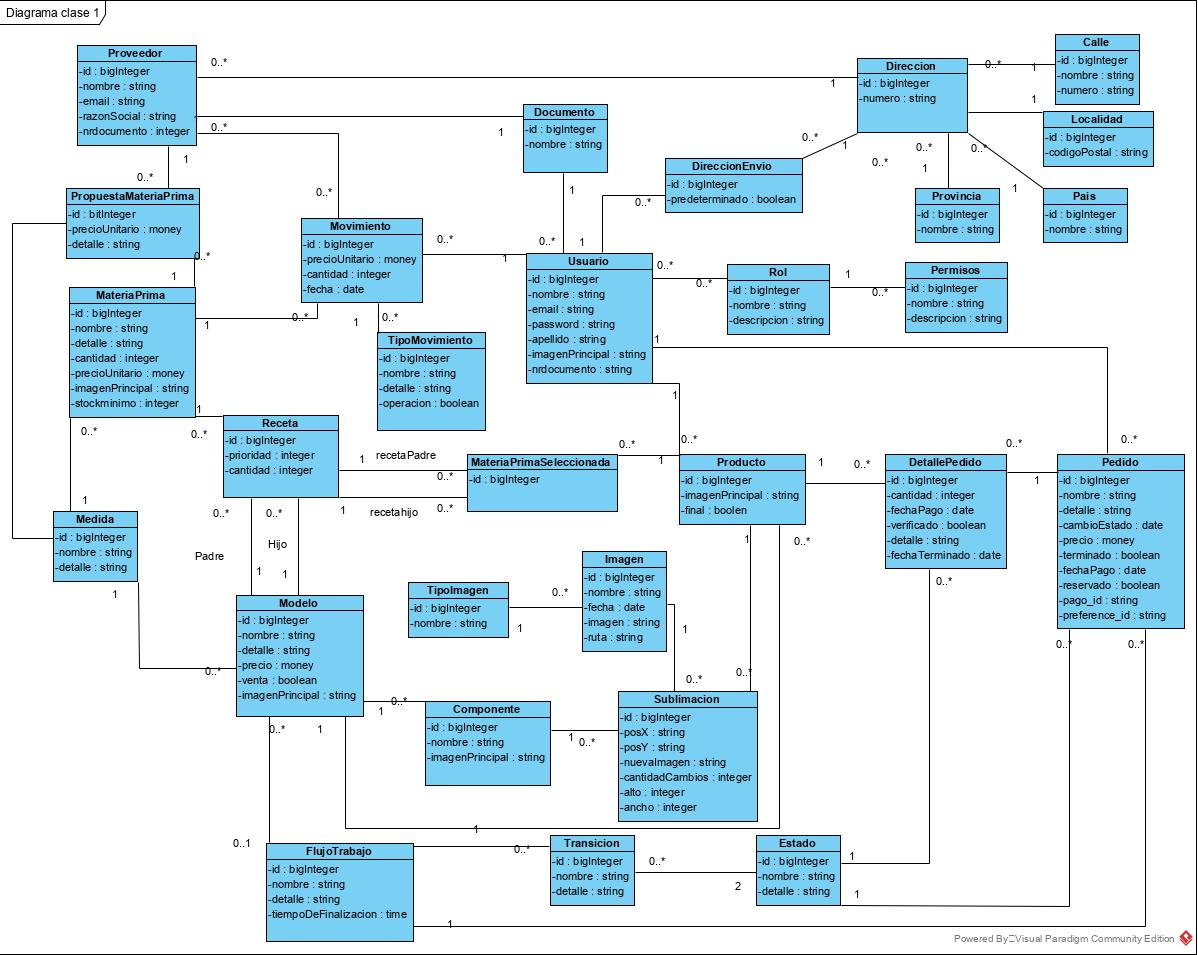 Diagrama clase 1
Proveedor
-id : bigInteger
-nombre : string
-email : string
-razonSocial : string
-nrdocumento : integer
0..*
0..*
1
0..*
Documento
-id : bigInteger
-nombre : string
1
1
0..*
Direccion
-id : bigInteger
-numero : string
1
0..*
1
1
Calle
-id : bigInteger
-nombre : string
-numero : string
Localidad
-id : bigInteger
-codigoPostal : string
DireccionEnvio
-id : bigInteger
-predeterminado : boolean
0..*
1
0..*
1
0..*
0..*
1
0..*
1
Provincia
-id : bigInteger
-nombre : string
Pais
-id : bigInteger
-nombre : string
PropuestaMateriaPrima
-id : bitInteger
-precioUnitario : money
-detalle : string
0..*
1
Movimiento
-id : bigInteger
-precioUnitario : money
-cantidad : integer
-fecha : date
0..*
0..*
1
0..*
1
0..*
1
Usuario
-id : bigInteger
-nombre : string
-email : string
-password : string
-apellido : string
-imagenPrincipal : string
-nrdocumento : string
0..*
0..*
1
1
Rol
-id : bigInteger
-nombre : string
-descripcion : string
1
0..*
Permisos
-id : bigInteger
-nombre : string
-descripcion : string
MateriaPrima
-id : bigInteger
-nombre : string
-detalle : string
-cantidad : integer
-precioUnitario : money
-imagenPrincipal : string
-stockminimo : integer
1
0..*
0..*
1
TipoMovimiento
-id : bigInteger
-nombre : string
-detalle : string
-operacion : boolean
Receta
-id : bigInteger
-prioridad : integer
-cantidad : integer
1
recetaPadre
0..*
1
recetahijo
0..*
MateriaPrimaSeleccionada
-id : bigInteger
0..*
1
0..*
Producto
-id : bigInteger
-imagenPrincipal : string
-final : boolen
1
0..*
1
0..*
DetallePedido
-id : bigInteger
-cantidad : integer
-fechaPago : date
-verificado : boolean
-detalle : string
-fechaTerminado : date
0..*
1
0..*
0..*
Pedido
-id : bigInteger
-nombre : string
-detalle : string
-cambioEstado : date
-precio : money
-terminado : boolean
-fechaPago : date
-reservado : boolean
-pago_id : string
-preference_id : string
0..*
0..*
Medida
-id : bigInteger
-nombre : string
-detalle : string
1
0..*
0..*
0..*
Padre
Hijo
1
1
Modelo
-id : bigInteger
-nombre : string
-detalle : string
-precio : money
-venta : boolean
-imagenPrincipal : string
0..*
1
0..*
1
TipoImagen
-id : bigInteger
-nombre : string
0..*
1
Imagen
-id : bigInteger
-nombre : string
-fecha : date
-imagen : string
-ruta : string
1
0..*
0..*
Componente
-id : bigInteger
-nombre : string
-imagenPrincipal : string
1
0..*
Sublimacion
-id : bigInteger
-posX : string
-posY : string
-nuevaImagen : string
-cantidadCambios : integer
-alto : integer
-ancho : integer
0..1
FlujoTrabajo
-id : bigInteger
-nombre : string
-detalle : string
-tiempoDeFinalizacion : time
1
0..*
1
Transicion
-id : bigInteger
-nombre : string
-detalle : string
0..*
2
Estado
-id : bigInteger
-nombre : string
-detalle : string
1
1
Powered By Visual Paradigm Community Edition